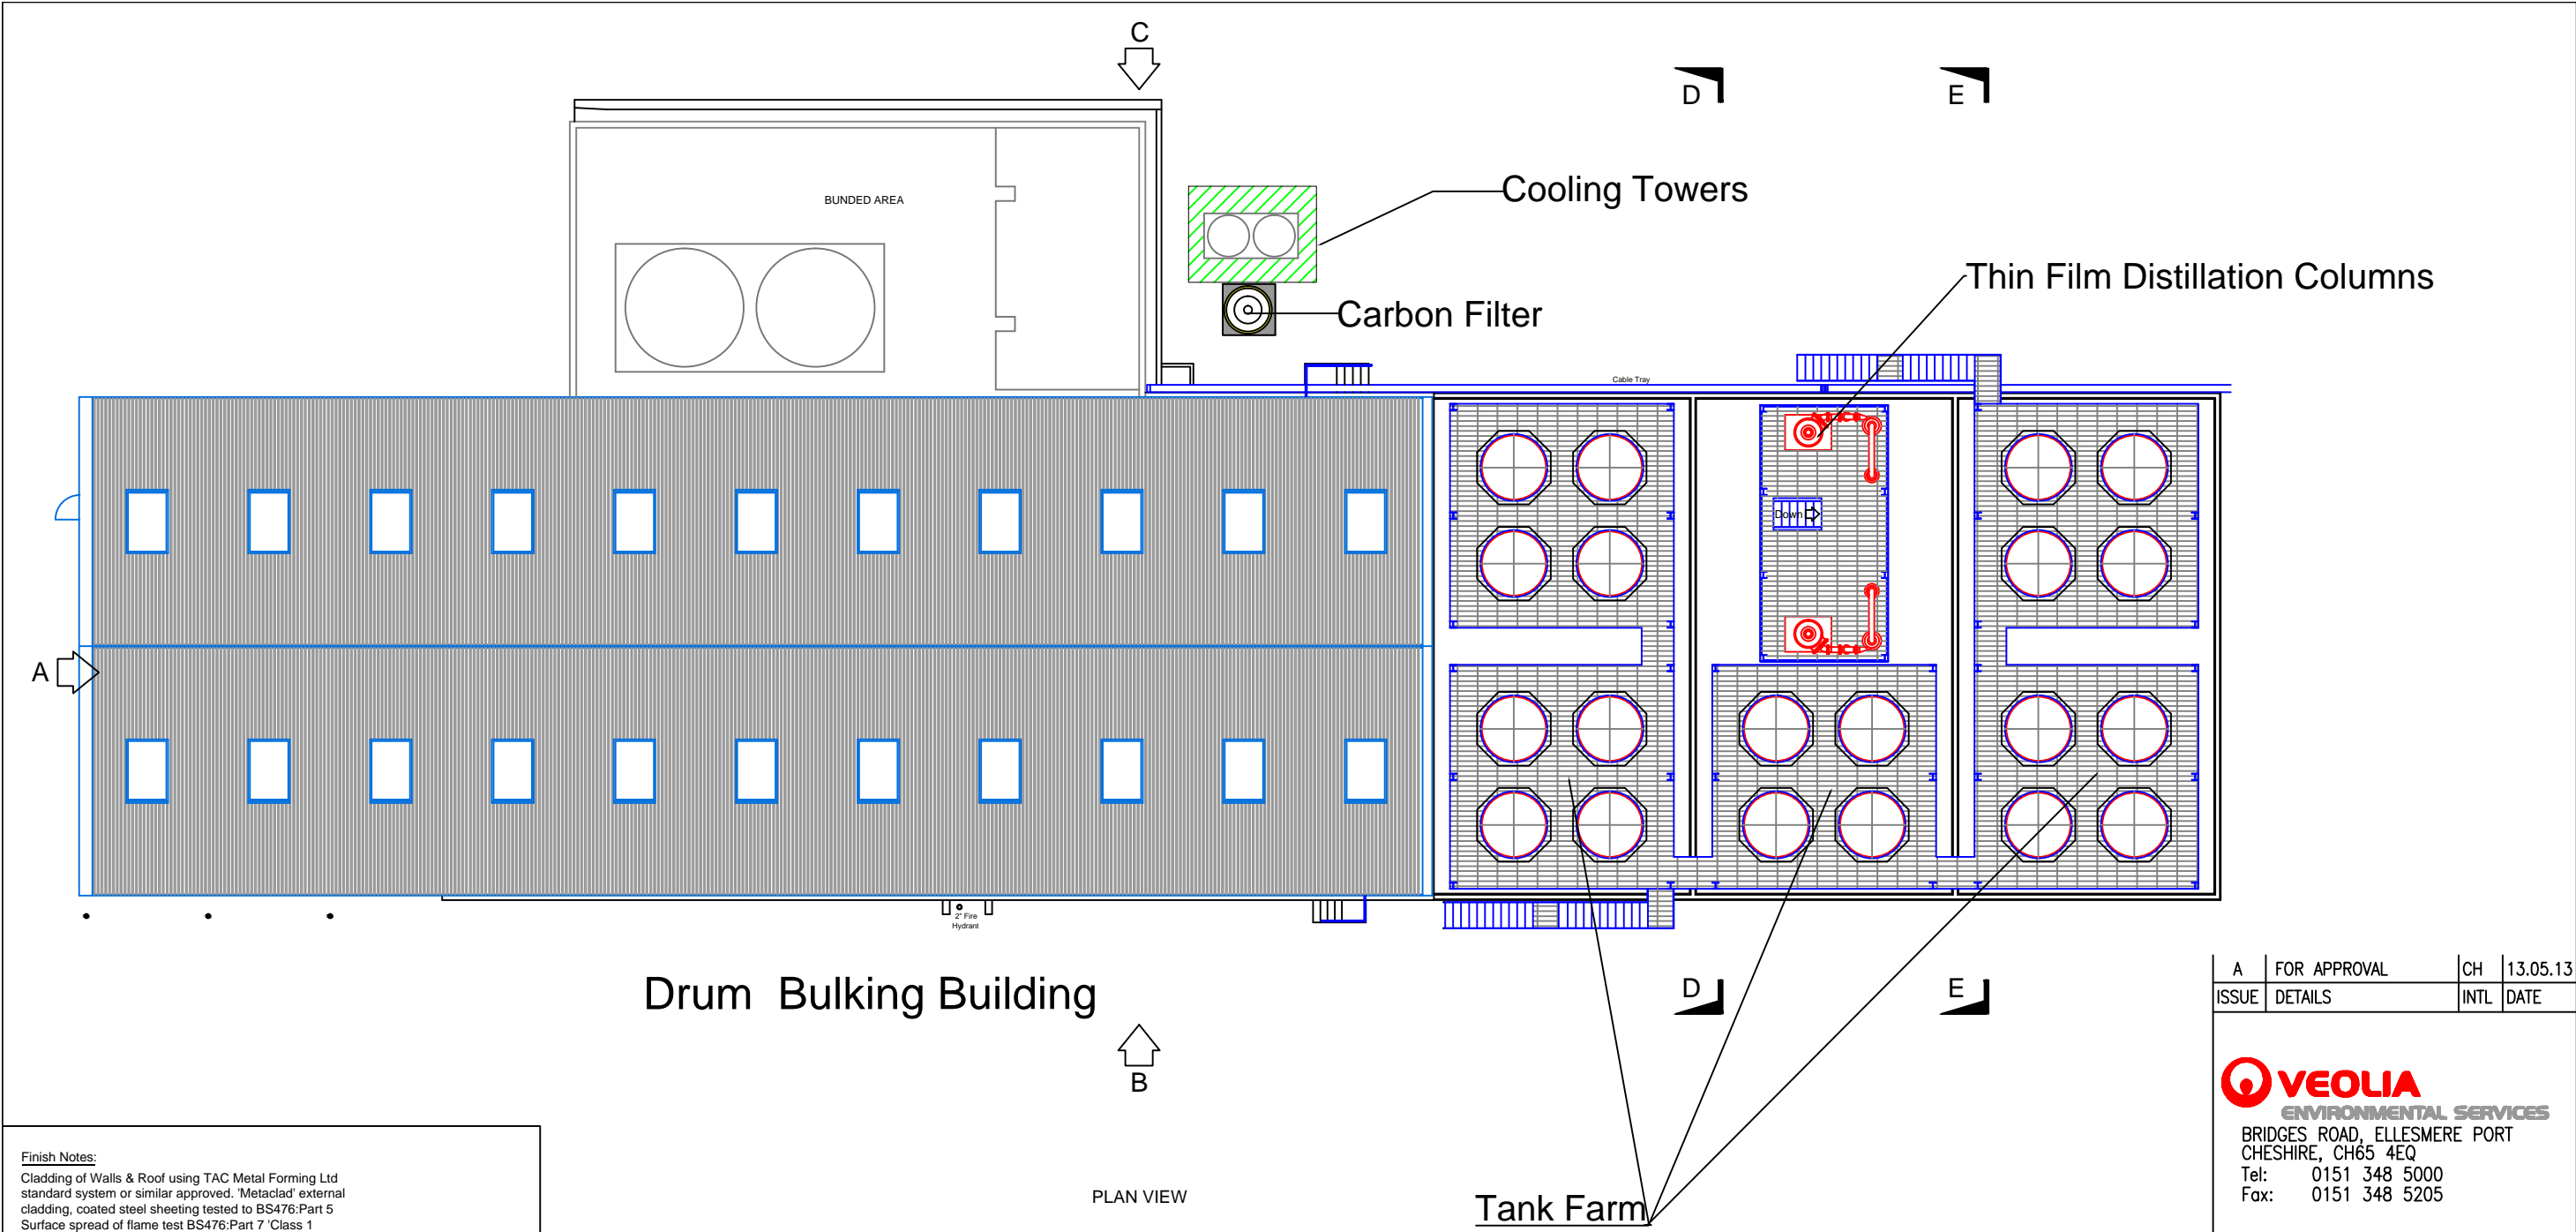 C
D
E
BUNDED AREA
Cooling Towers
Thin Film Distillation Columns
Carbon Filter
Cable Tray
Down
A
2" Fire
Hydrant
Drum Bulking Building
D
E
B
A FOR APPROVAL CH 13.05.13
ISSUE DETAILS INTL DATE
VEOLIA
ENVIRONMENTAL SERVICES
BRIDGES ROAD, ELLESMERE PORT
CHESHIRE, CH65 4EQ
Tel: 0151 348 5000
Fax: 0151 348 5205
Finish Notes:
Cladding of Walls & Roof using TAC Metal Forming Ltd
standard system or similar approved. 'Metaclad' external
cladding, coated steel sheeting tested to BS476:Part 5
Surface spread of flame test BS476:Part 7 'Class 1
PLAN VIEW
Tank Farm